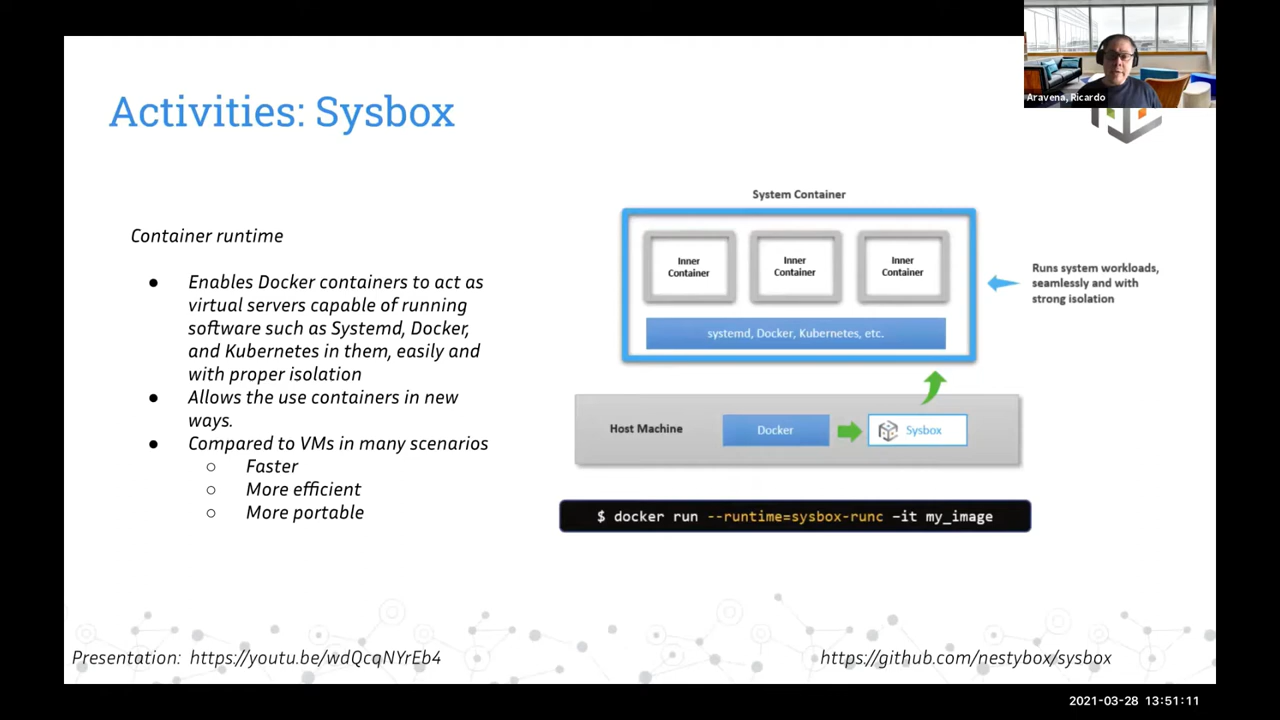 Aravena, Ricardo
Activities: Sysbox
Container runtime
● Enables Docker containers to act as
virtual servers capable of running
software such as Systemd, Docker,
and Kubernetes in them, easily and
with proper isolation
● Allows the use containers in new
ways.
● Compared to VMs in many scenarios
○ Faster
○ More efficient
○ More portable
System Container
Inner
Container
Inner
Container
Inner
Container
systemd, Docker, Kubernetes, etc.
Runs system workloads,
seamlessly and with
strong isolation
Host Machine
Docker
Sysbox
$ docker run --runtime=sysbox-runc –it my_image
Presentation: https://youtu.be/wdQcqNYrEb4
https://github.com/nestybox/sysbox
2021-03-28 13:51:11